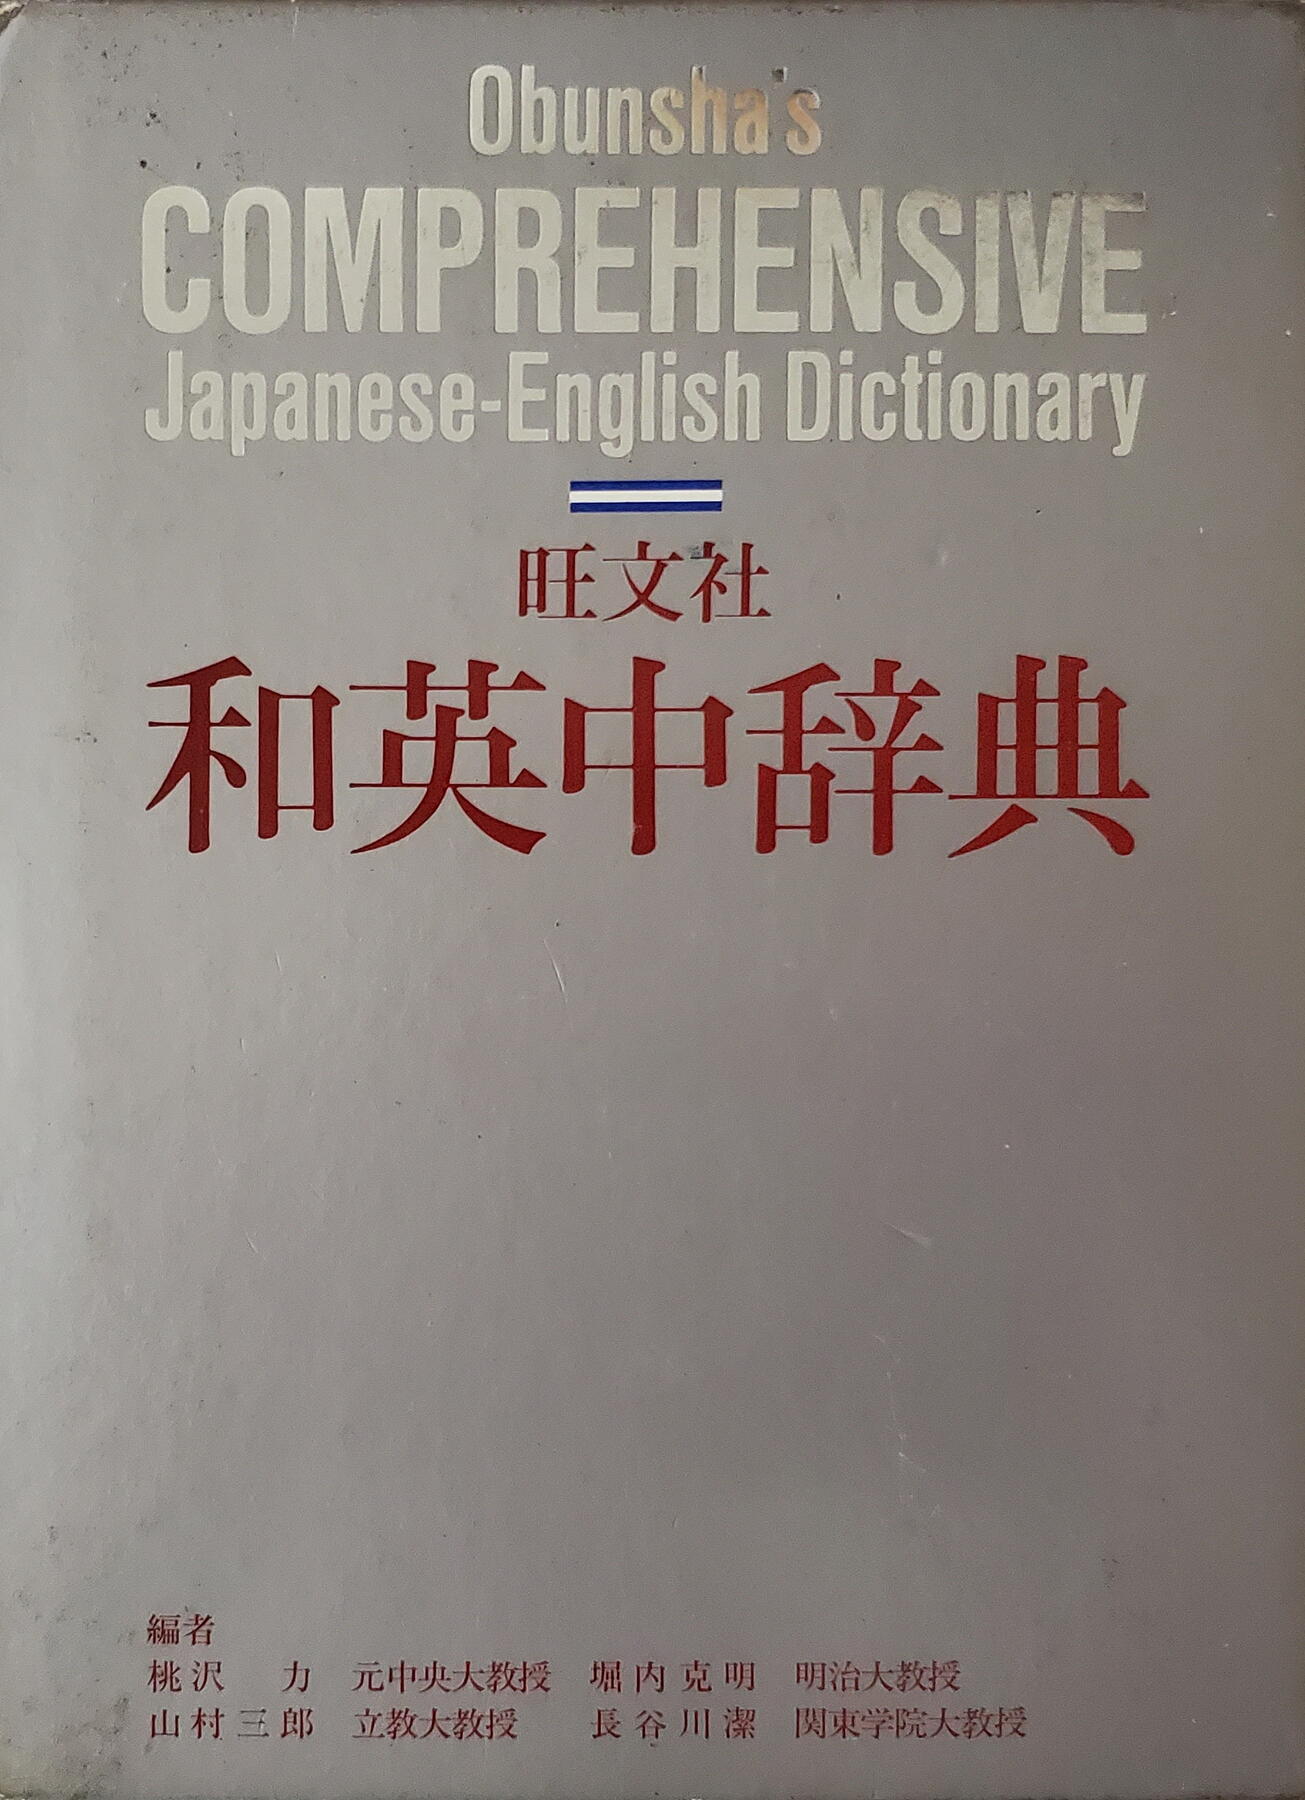 Obunsha's
COMPREHENSIVE
Japanese-English Dictionary
旺文社
和英中辞典
編者
桃沢 力 元中央大教授 堀内克明 明治大教授
山村三郎 立教大教授 長谷川潔 関東学院大教授